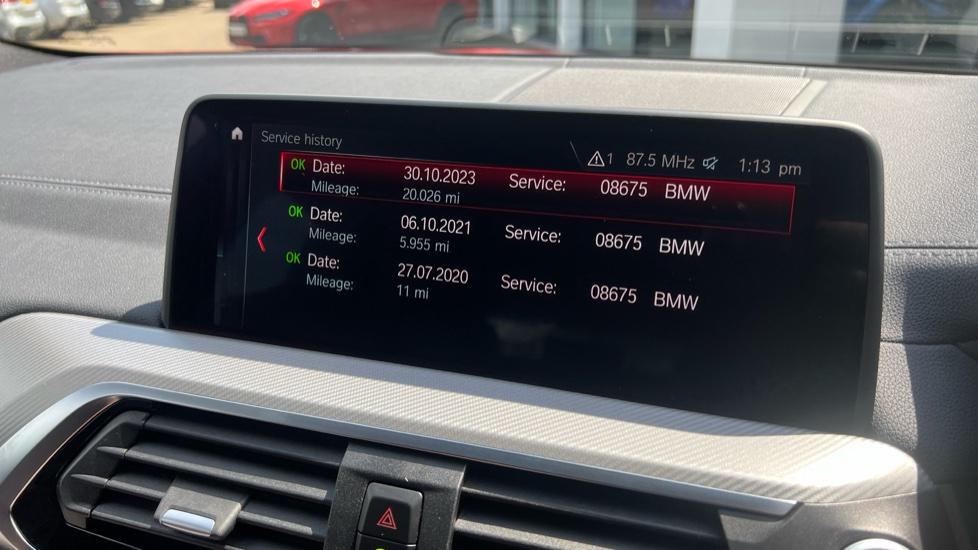 Service history
1 87.5 MHz 1:13 pm
OK Date: 30.10.2023 Service: 08675 BMW
Mileage: 20.026 mi
OK Date: 06.10.2021 Service: 08675 BMW
Mileage: 5.955 mi
OK Date: 27.07.2020 Service: 08675 BMW
Mileage: 11 mi